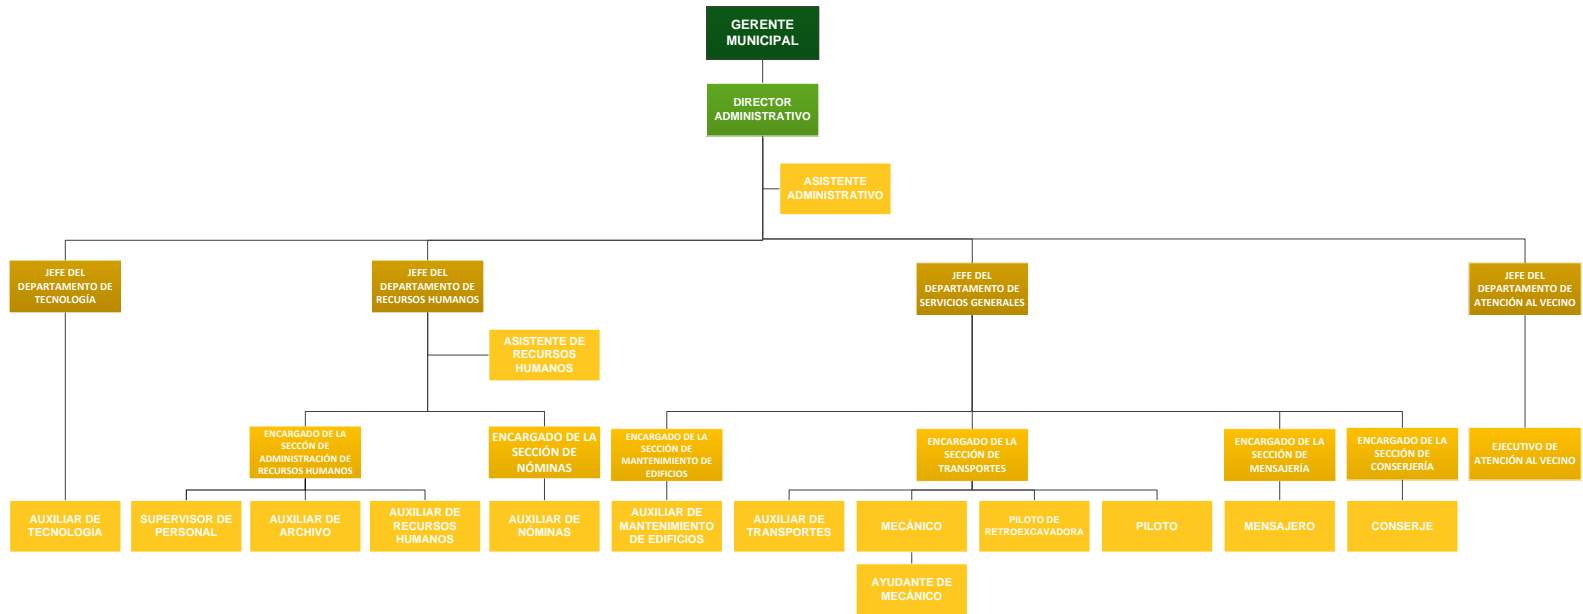 GERENTE
MUNICIPAL
DIRECTOR
ADMINISTRATIVO
ASISTENTE
ADMINISTRATIVO
JEFE DEL
DEPARTAMENTO DE
TECNOLOGÍA
JEFE DEL
DEPARTAMENTO DE
RECURSOS HUMANOS
JEFE DEL
DEPARTAMENTO DE
SERVICIOS GENERALES
JEFE DEL
DEPARTAMENTO DE
ATENCIÓN AL VECINO
ASISTENTE DE
RECURSOS
HUMANOS
ENCARGADO DE LA
SECCÓN DE
ADMINISTRACIÓN DE
RECURSOS HUMANOS
ENCARGADO DE LA
SECCIÓN DE
NÓMINAS
ENCARGADO DE LA
SECCIÓN DE
MANTENIMIENTO DE
EDIFICIOS
ENCARGADO DE LA
SECCIÓN DE
TRANSPORTES
ENCARGADO DE LA
SECCIÓN DE
MENSAJERÍA
ENCARGADO DE LA
SECCIÓN DE
CONSERJERÍA
EJECUTIVO DE
ATENCIÓN AL VECINO
AUXILIAR DE
TECNOLOGÍA
SUPERVISOR DE
PERSONAL
AUXILIAR DE
ARCHIVO
AUXILIAR DE
RECURSOS
HUMANOS
AUXILIAR DE
NÓMINAS
AUXILIAR DE
MANTENIMIENTO
DE EDIFICIOS
AUXILIAR DE
TRANSPORTES
MECÁNICO
PILOTO DE
RETROEXCAVADORA
PILOTO
MENSAJERO
CONSERJE
AYUDANTE DE
MECÁNICO